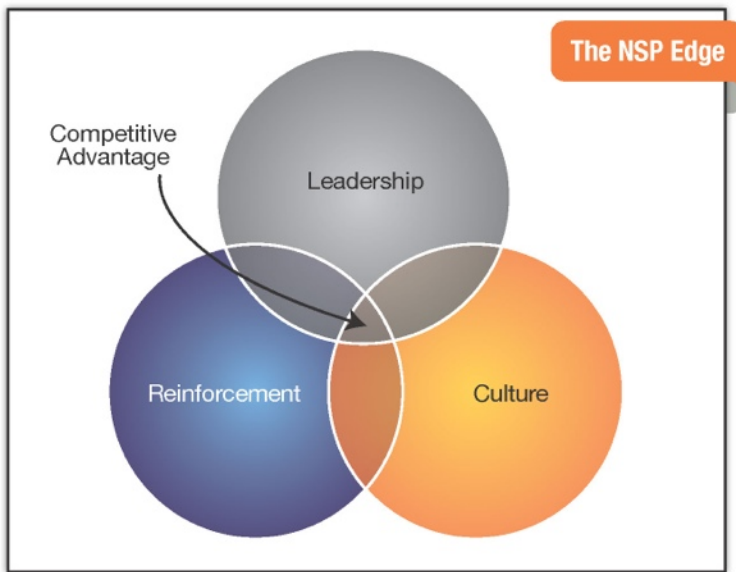 The NSP Edge
Competitive
Advantage
Leadership
Reinforcement
Culture